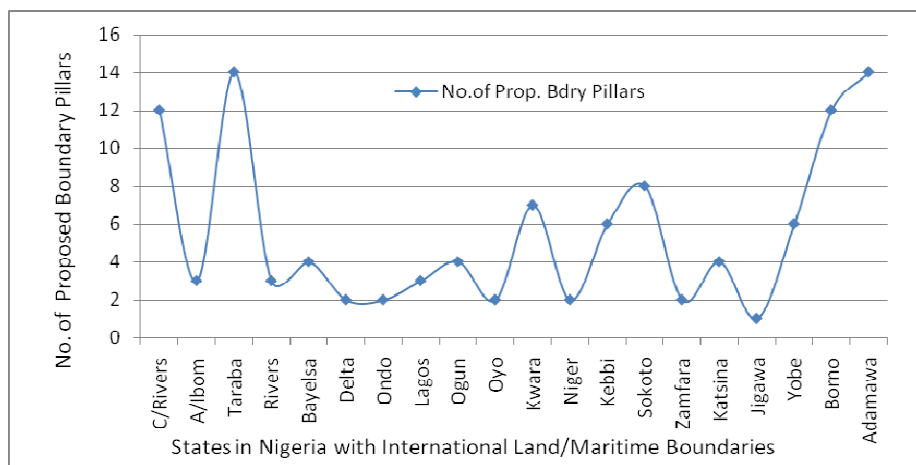 No. of Proposed Boundary Pillars
16
14
12
10
8
6
4
2
0
No.of Prop. Bdry Pillars
C/Rivers
A/Ibom
Taraba
Rivers
Bayelsa
Delta
Ondo
Lagos
Ogun
Oyo
Kwara
Niger
Kebbi
Sokoto
Zamfara
Katsina
Jigawa
Yobe
Borno
Adamawa
States in Nigeria with International Land/Maritime Boundaries